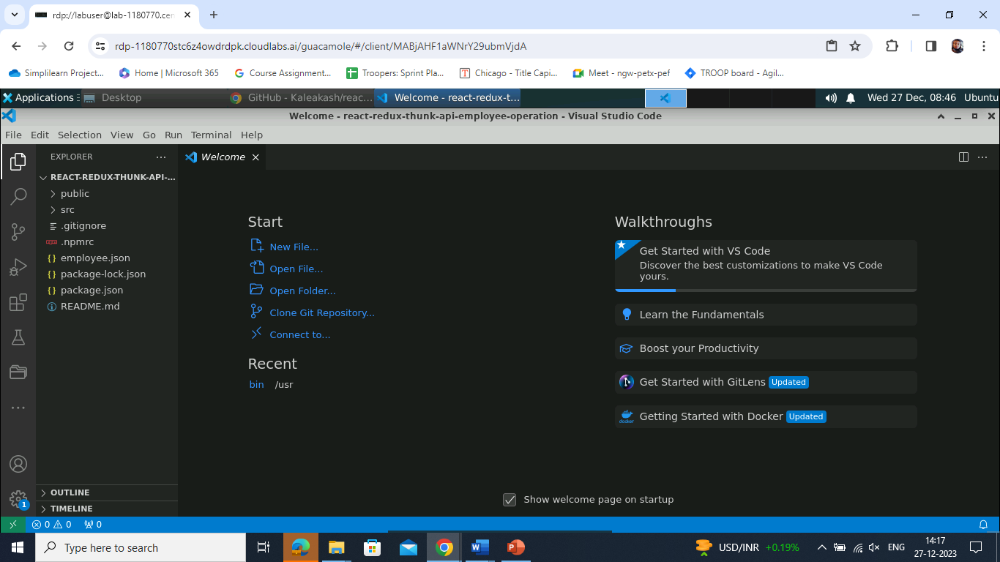 rdp://labuser@lab-1180770.cen
rdp-1180770stc6z4owdrdpk.cloudlabs.ai/guacamole/#/client/MABjAHF1aWNrY29ubmVjdA
Simplilearn Project...
Home | Microsoft 365
Course Assignment...
Troopers: Sprint Pla...
Chicago - Title Capi...
Meet - ngw-petx-pef
TROOP board - Agil...
Applications
Desktop
GitHub - Kaleakash/reac...
Welcome - react-redux-t...
Wed 27 Dec, 08:46
Ubuntu
Welcome - react-redux-thunk-api-employee-operation - Visual Studio Code
File Edit Selection View Go Run Terminal Help
EXPLORER
Welcome
REACT-REDUX-THUNK-API-...
public
src
.gitignore
.npmrc
employee.json
package-lock.json
package.json
README.md
OUTLINE
TIMELINE
Start
New File...
Open File...
Open Folder...
Clone Git Repository...
Connect to...
Recent
bin /usr
Walkthroughs
Get Started with VS Code
Discover the best customizations to make VS Code
yours.
Learn the Fundamentals
Boost your Productivity
Get Started with GitLens Updated
Getting Started with Docker Updated
Show welcome page on startup
1
0 0 0
Type here to search
USD/INR +0.19%
ENG
14:17
27-12-2023